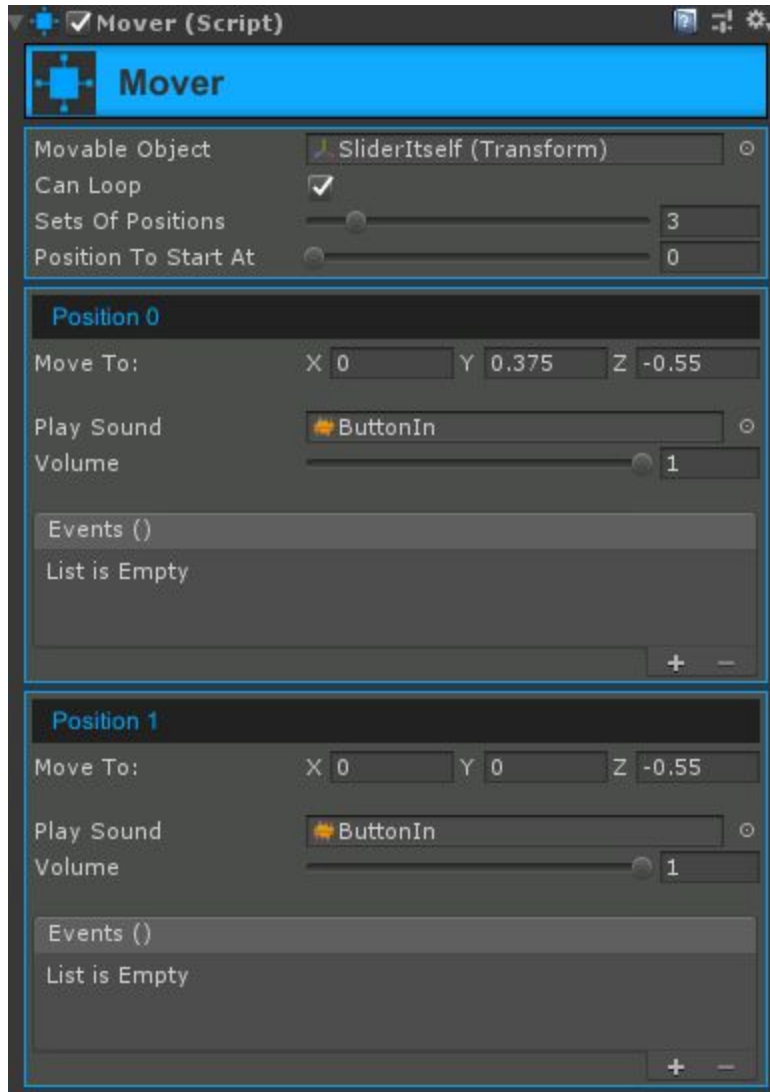 Mover (Script)
Mover
Movable Object SliderItself (Transform)
Can Loop
Sets Of Positions 3
Position To Start At 0
Position 0
Move To: X 0 Y 0.375 Z -0.55
Play Sound ButtonIn
Volume 1
Events ()
List is Empty
+ −
Position 1
Move To: X 0 Y 0 Z -0.55
Play Sound ButtonIn
Volume 1
Events ()
List is Empty
+ −